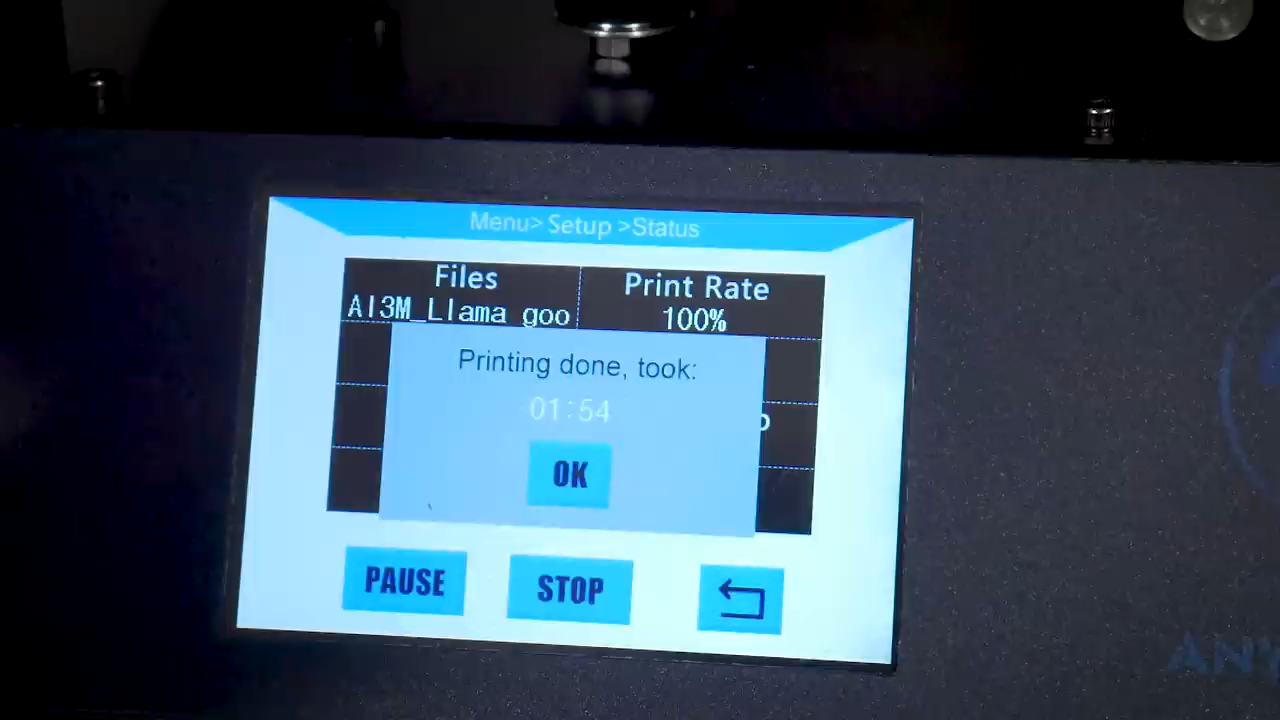 Menu> Setup >Status
Files
Print Rate
AI3M_Llama goo
100%
Printing done, took:
01:54
OK
PAUSE
STOP